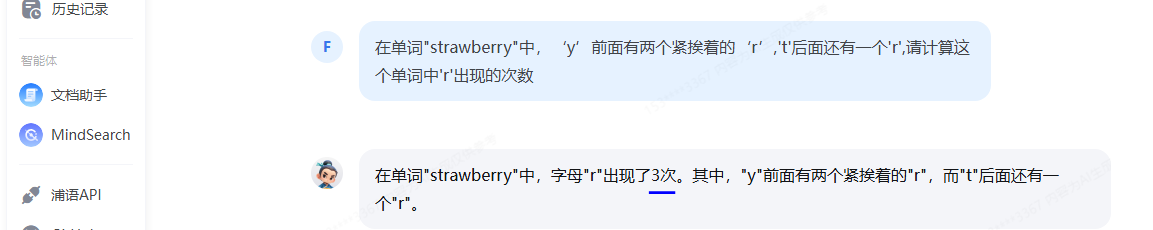 历史记录
智能体
文档助手
MindSearch
浦语API
F
在单词"strawberry"中，‘y’前面有两个紧挨着的‘r’,'t'后面还有一个'r',请计算这
个单词中'r'出现的次数
在单词"strawberry"中，字母"r"出现了3次。其中，"y"前面有两个紧挨着的"r"，而"t"后面还有一
个"r"。